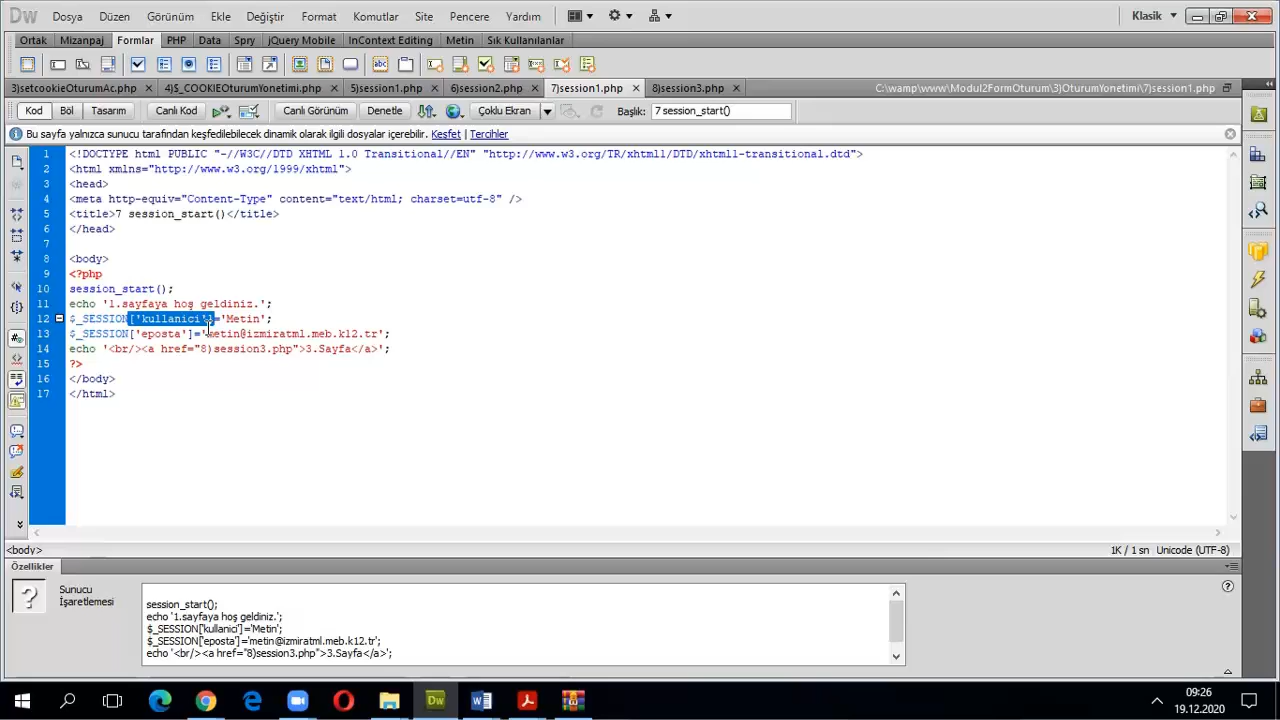 Dw Dosya Düzen Görünüm Ekle Değiştir Format Komutlar Site Pencere Yardım Klasik
Ortak Mizanpaj Formlar PHP Data Spry jQuery Mobile InContext Editing Metin Sık Kullanılanlar
3)setcookieOturumAc.php 4)$_COOKIEOturumYonetimi.php 5)session1.php 6)session2.php 7)session1.php 8)session3.php C:\wamp\www\Modul2FormOturum\3)OturumYonetimi\7)session1.php
Kod Böl Tasarım Canlı Kod Canlı Görünüm Denetle Çoklu Ekran Başlık: 7 session_start()
Bu sayfa yalnızca sunucu tarafından keşfedilebilecek dinamik olarak ilgili dosyalar içerebilir. Keşfet | Tercihler
1 <!DOCTYPE html PUBLIC "-//W3C//DTD XHTML 1.0 Transitional//EN" "http://www.w3.org/TR/xhtml1/DTD/xhtml1-transitional.dtd">
2 <html xmlns="http://www.w3.org/1999/xhtml">
3 <head>
4 <meta http-equiv="Content-Type" content="text/html; charset=utf-8" />
5 <title>7 session_start()</title>
6 </head>
7
8 <body>
9 <?php
10 session_start();
11 echo '1.sayfaya hoş geldiniz.';
12 $_SESSION['kullanici']='Metin';
13 $_SESSION['eposta']='metin@izmiratml.meb.k12.tr';
14 echo '<br/><a href="8)session3.php">3.Sayfa</a>';
15 ?>
16 </body>
17 </html>
<body> 1K / 1 sn Unicode (UTF-8)
Özellikler
Sunucu İşaretlemesi
session_start();
echo '1.sayfaya hoş geldiniz.';
$_SESSION['kullanici']='Metin';
$_SESSION['eposta']='metin@izmiratml.meb.k12.tr';
echo '<br/><a href="8)session3.php">3.Sayfa</a>';
09:26
19.12.2020